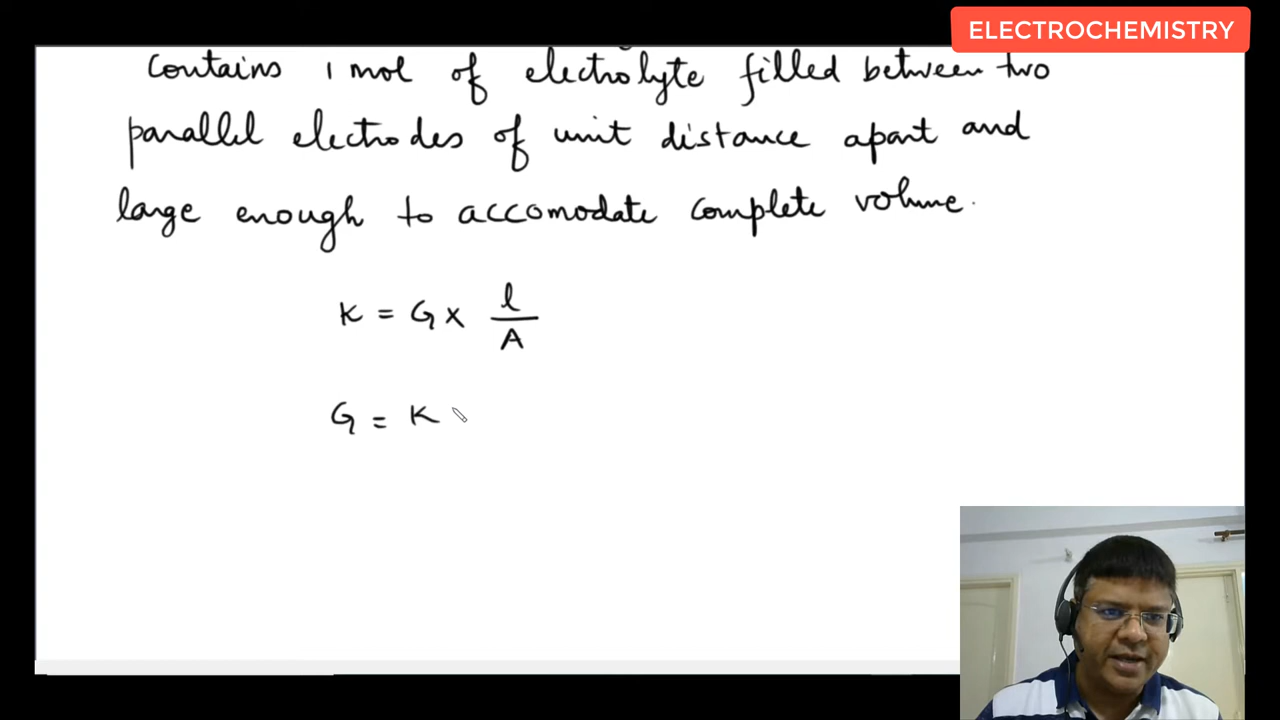 ELECTROCHEMISTRY
Contains 1 mol of electrolyte filled between two
parallel electrodes of unit distance apart and
large enough to accomodate complete volume.
K = G x l/A
G = K